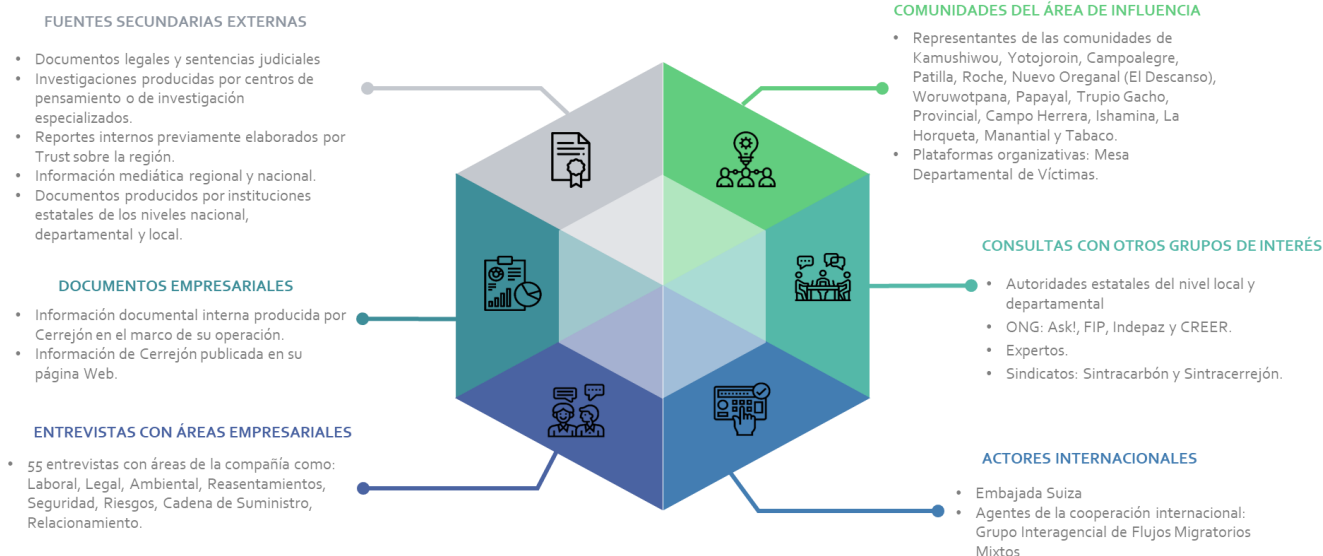 FUENTES SECUNDARIAS EXTERNAS
• Documentos legales y sentencias judiciales
• Investigaciones producidas por centros de
pensamiento o de investigación
especializados.
• Reportes internos previamente elaborados por
Trust sobre la región.
• Información mediática regional y nacional.
• Documentos producidos por instituciones
estatales de los niveles nacional,
departamental y local.
DOCUMENTOS EMPRESARIALES
• Información documental interna producida por
Cerrejón en el marco de su operación.
• Información de Cerrejón publicada en su
página Web.
ENTREVISTAS CON ÁREAS EMPRESARIALES
• 55 entrevistas con áreas de la compañía como:
Laboral, Legal, Ambiental, Reasentamientos,
Seguridad, Riesgos, Cadena de Suministro,
Relacionamiento.
COMUNIDADES DEL ÁREA DE INFLUENCIA
• Representantes de las comunidades de
Kamushiwou, Yotojoroin, Campoalegre,
Patilla, Roche, Nuevo Oreganal (El Descanso),
Woruwotpana, Papayal, Trupio Gacho,
Provincial, Campo Herrera, Ishamina, La
Horqueta, Manantial y Tabaco.
• Plataformas organizativas: Mesa
Departamental de Víctimas.
CONSULTAS CON OTROS GRUPOS DE INTERÉS
• Autoridades estatales del nivel local y
departamental
• ONG: Ask!, FIP, Indepaz y CREER.
• Expertos.
• Sindicatos: Sintracarbón y Sintracerrejón.
ACTORES INTERNACIONALES
• Embajada Suiza
• Agentes de la cooperación internacional:
Grupo Interagencial de Flujos Migratorios
Mixtos